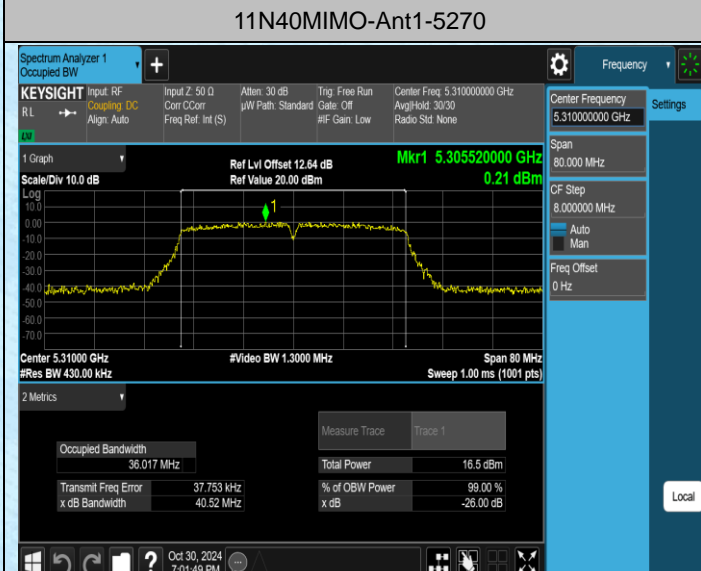 11N40MIMO-Ant1-5270
Spectrum Analyzer 1
Occupied BW
Frequency
KEYSIGHT
RL
LU
Input: RF
Coupling: DC
Align: Auto
Input Z: 50 Ω
Corr CCorr
Freq Ref: Int (S)
Atten: 30 dB
µW Path: Standard
Trig: Free Run
Gate: Off
#IF Gain: Low
Center Freq: 5.310000000 GHz
Avg|Hold: 30/30
Radio Std: None
Center Frequency
5.310000000 GHz
Settings
Span
80.000 MHz
CF Step
8.000000 MHz
Auto
Man
Freq Offset
0 Hz
1 Graph
Scale/Div 10.0 dB
Ref Lvl Offset 12.64 dB
Ref Value 20.00 dBm
Mkr1 5.305520000 GHz
0.21 dBm
Log
10.0
0.00
-10.0
-20.0
-30.0
-40.0
-50.0
-60.0
-70.0
1
Center 5.31000 GHz
#Res BW 430.00 kHz
#Video BW 1.3000 MHz
Span 80 MHz
Sweep 1.00 ms (1001 pts)
2 Metrics
Measure Trace
Trace 1
Occupied Bandwidth
36.017 MHz
Total Power 16.5 dBm
Transmit Freq Error 37.753 kHz
% of OBW Power 99.00 %
x dB Bandwidth 40.52 MHz
x dB -26.00 dB
Local
Oct 30, 2024
7:01:49 PM